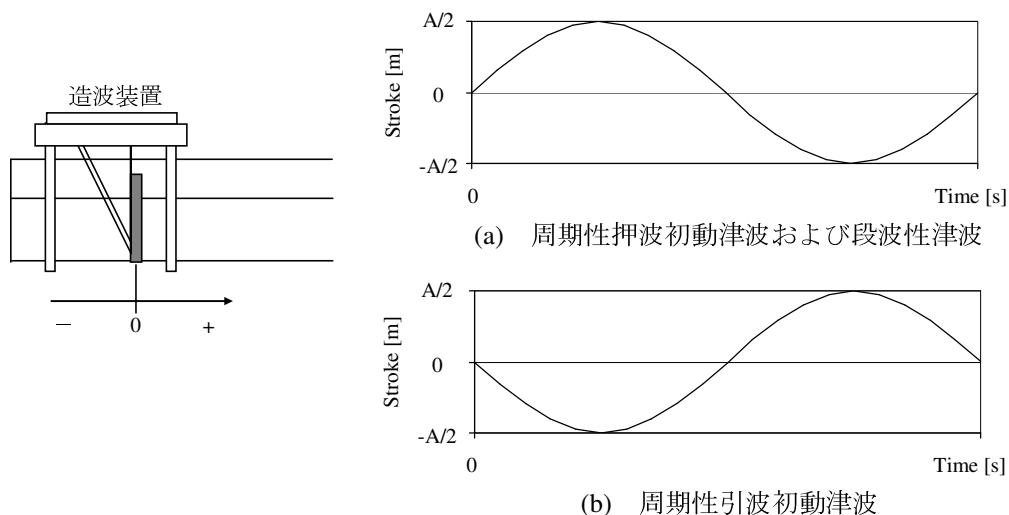 造波装置
－ 0 +
A/2
0
-A/2
Stroke [m]
0 Time [s]
(a) 周期性押波初動津波および段波性津波
A/2
0
-A/2
Stroke [m]
0 Time [s]
(b) 周期性引波初動津波